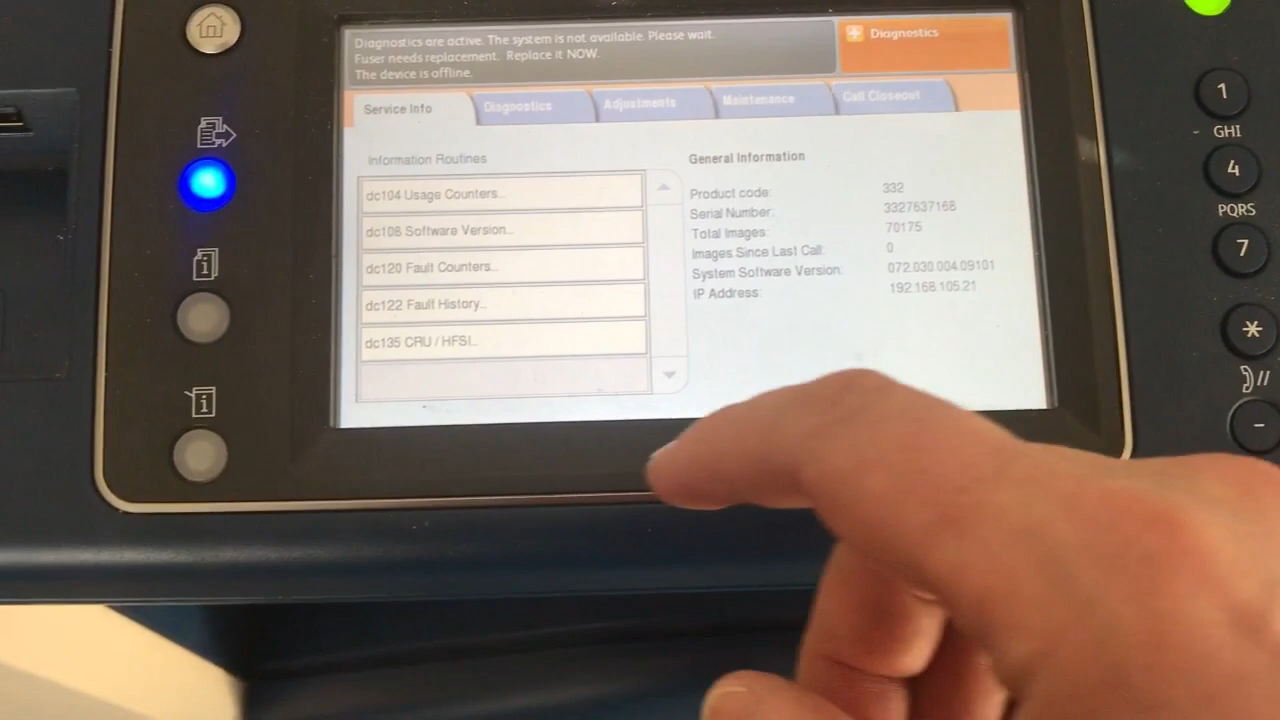 Diagnostics are active. The system is not available. Please wait.
Fuser needs replacement. Replace it NOW.
The device is offline.
Diagnostics
Service Info
Diagnostics
Adjustments
Maintenance
Call Closeout
Information Routines
dc104 Usage Counters...
dc108 Software Version...
dc120 Fault Counters...
dc122 Fault History...
dc135 CRU / HFSI...
General Information
Product code: 332
Serial Number: 3327637168
Total Images: 70175
Images Since Last Call: 0
System Software Version: 072.030.004.09101
IP Address: 192.168.105.21
1
GHI
4
PQRS
7
*
-